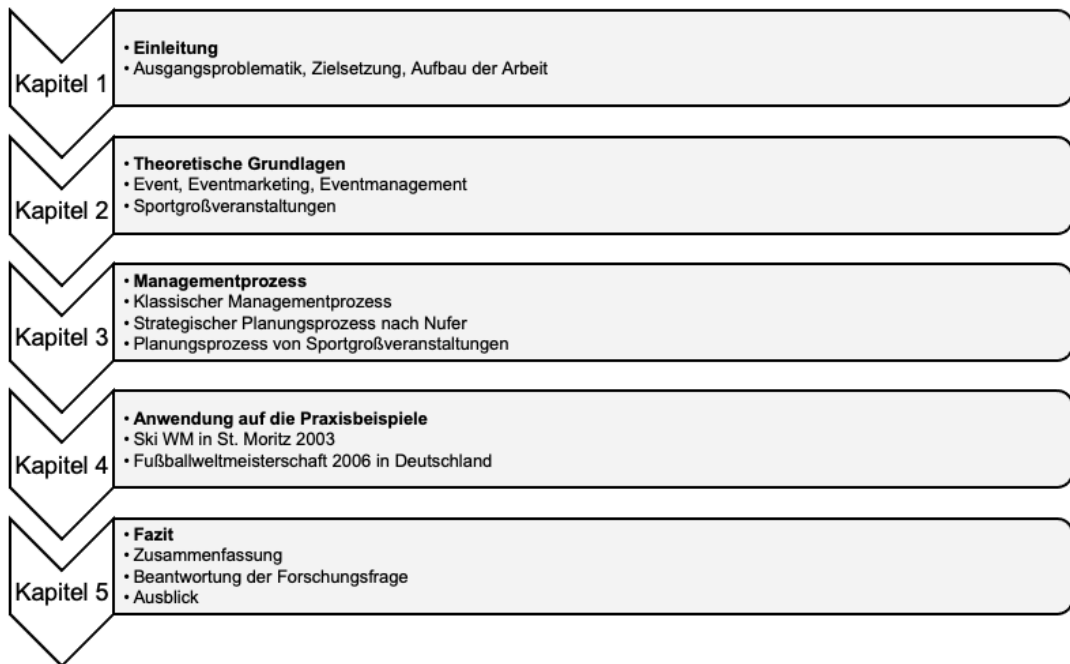 Kapitel 1
• Einleitung
• Ausgangsproblematik, Zielsetzung, Aufbau der Arbeit
Kapitel 2
• Theoretische Grundlagen
• Event, Eventmarketing, Eventmanagement
• Sportgroßveranstaltungen
Kapitel 3
• Managementprozess
• Klassischer Managementprozess
• Strategischer Planungsprozess nach Nufer
• Planungsprozess von Sportgroßveranstaltungen
Kapitel 4
• Anwendung auf die Praxisbeispiele
• Ski WM in St. Moritz 2003
• Fußballweltmeisterschaft 2006 in Deutschland
Kapitel 5
• Fazit
• Zusammenfassung
• Beantwortung der Forschungsfrage
• Ausblick